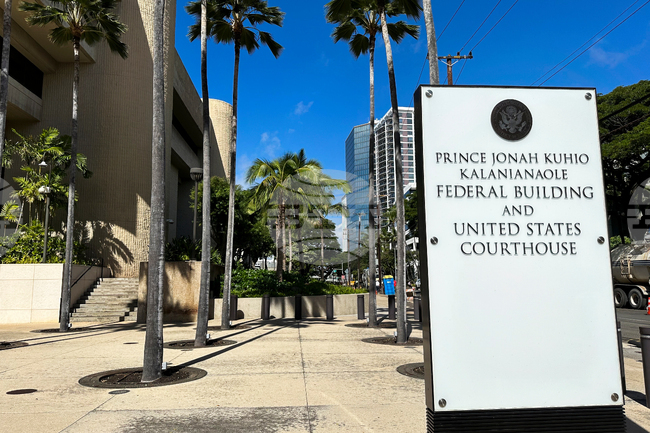 PRINCE JONAH KUHIO
KALANIANAOLE
FEDERAL BUILDING
AND
UNITED STATES
COURTHOUSE